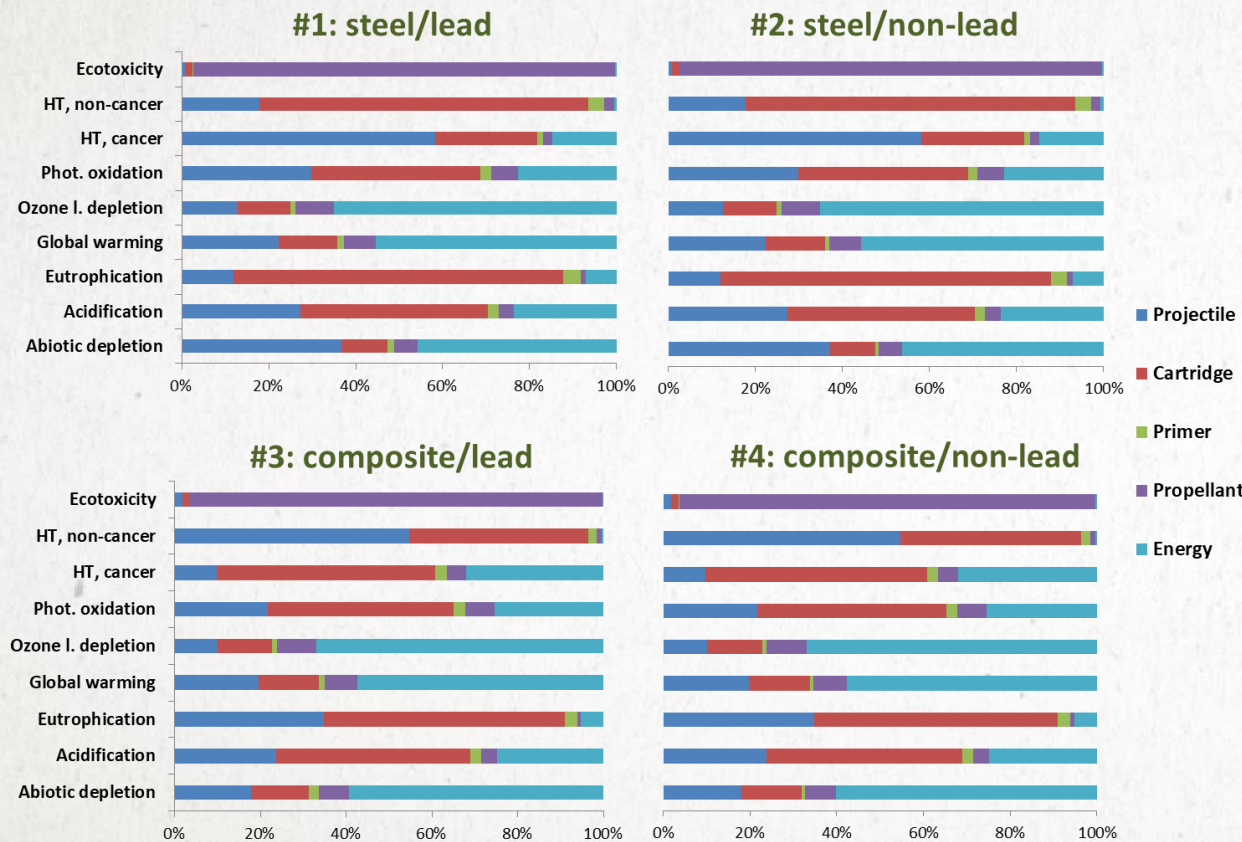 #1: steel/lead
Ecotoxicity
HT, non-cancer
HT, cancer
Phot. oxidation
Ozone l. depletion
Global warming
Eutrophication
Acidification
Abiotic depletion
0% 20% 40% 60% 80% 100%
#2: steel/non-lead
0% 20% 40% 60% 80% 100%
#3: composite/lead
Ecotoxicity
HT, non-cancer
HT, cancer
Phot. oxidation
Ozone l. depletion
Global warming
Eutrophication
Acidification
Abiotic depletion
0% 20% 40% 60% 80% 100%
#4: composite/non-lead
0% 20% 40% 60% 80% 100%
Projectile
Cartridge
Primer
Propellant
Energy